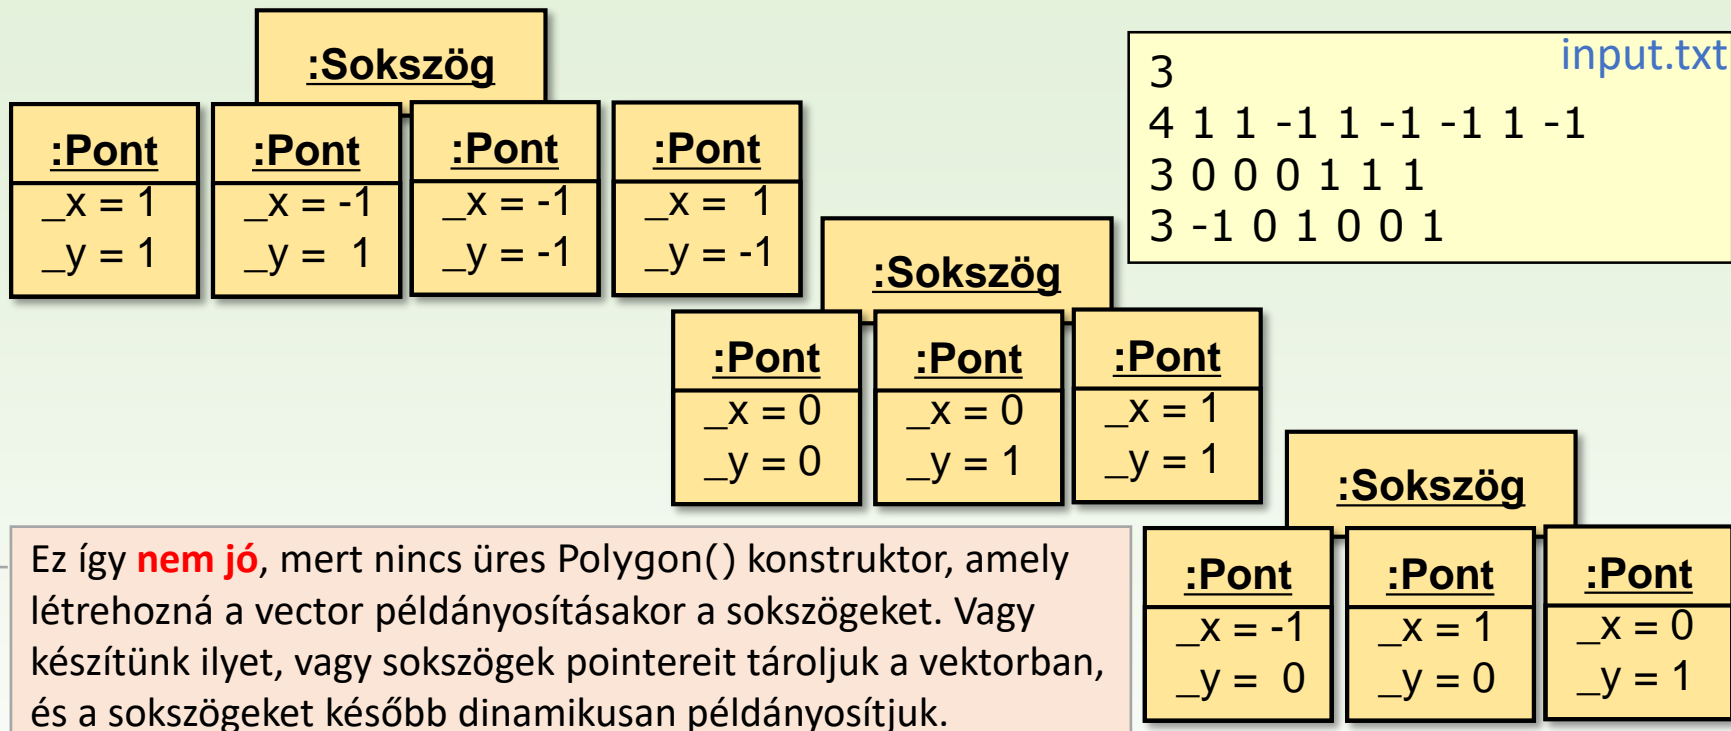 :Sokszög
:Pont
_x = 1
_y = 1
:Pont
_x = -1
_y = 1
:Pont
_x = -1
_y = -1
:Pont
_x = 1
_y = -1
input.txt
3
4 1 1 -1 1 -1 -1 1 -1
3 0 0 0 1 1 1
3 -1 0 1 0 0 1
:Sokszög
:Pont
_x = 0
_y = 0
:Pont
_x = 0
_y = 1
:Pont
_x = 1
_y = 1
:Sokszög
:Pont
_x = -1
_y = 0
:Pont
_x = 1
_y = 0
:Pont
_x = 0
_y = 1
Ez így nem jó, mert nincs üres Polygon() konstruktor, amely
létrehozná a vector példányosításakor a sokszögeket. Vagy
készítünk ilyet, vagy sokszögek pointereit tároljuk a vektorban,
és a sokszögeket később dinamikusan példányosítjuk.